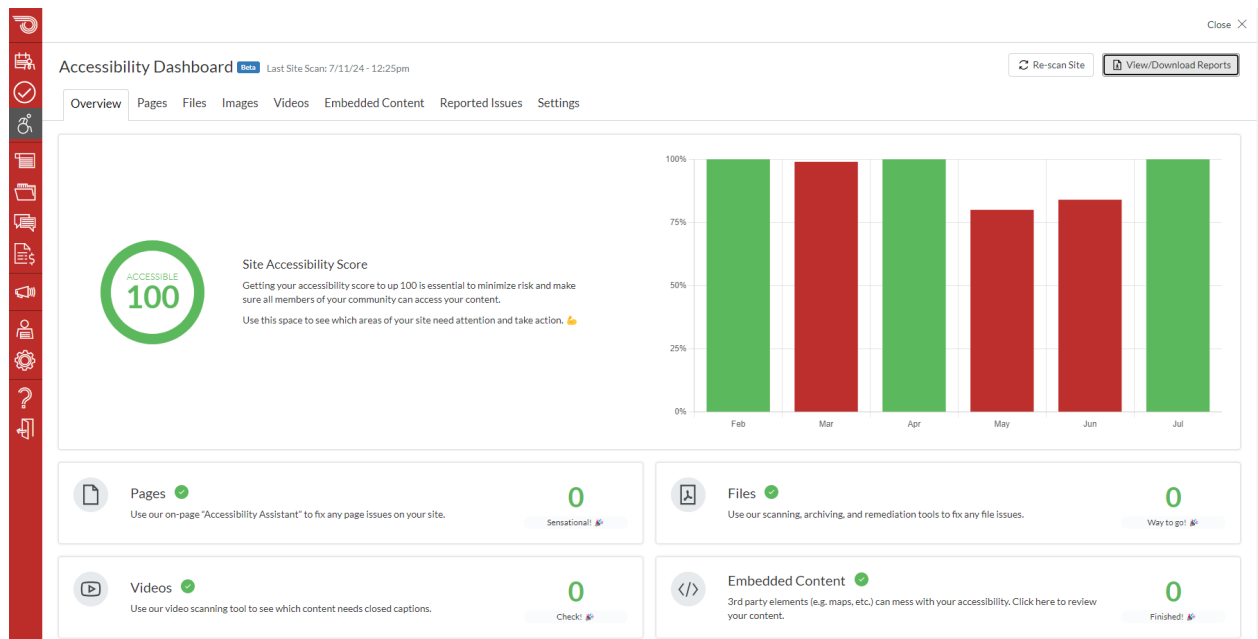 Close
Accessibility Dashboard Beta Last Site Scan: 7/11/24 - 12:25pm
Re-scan Site
View/Download Reports
Overview Pages Files Images Videos Embedded Content Reported Issues Settings
ACCESSIBLE
100
Site Accessibility Score
Getting your accessibility score to up 100 is essential to minimize risk and make
sure all members of your community can access your content.
Use this space to see which areas of your site need attention and take action. 💪
100%
75%
50%
25%
0%
Feb Mar Apr May Jun Jul
Pages
Use our on-page "Accessibility Assistant" to fix any page issues on your site.
0
Sensational! 🎉
Files
Use our scanning, archiving, and remediation tools to fix any file issues.
0
Way to go! 🎉
Videos
Use our video scanning tool to see which content needs closed captions.
0
Check! 🎉
Embedded Content
3rd party elements (e.g. maps, etc.) can mess with your accessibility. Click here to review
your content.
0
Finished! 🎉